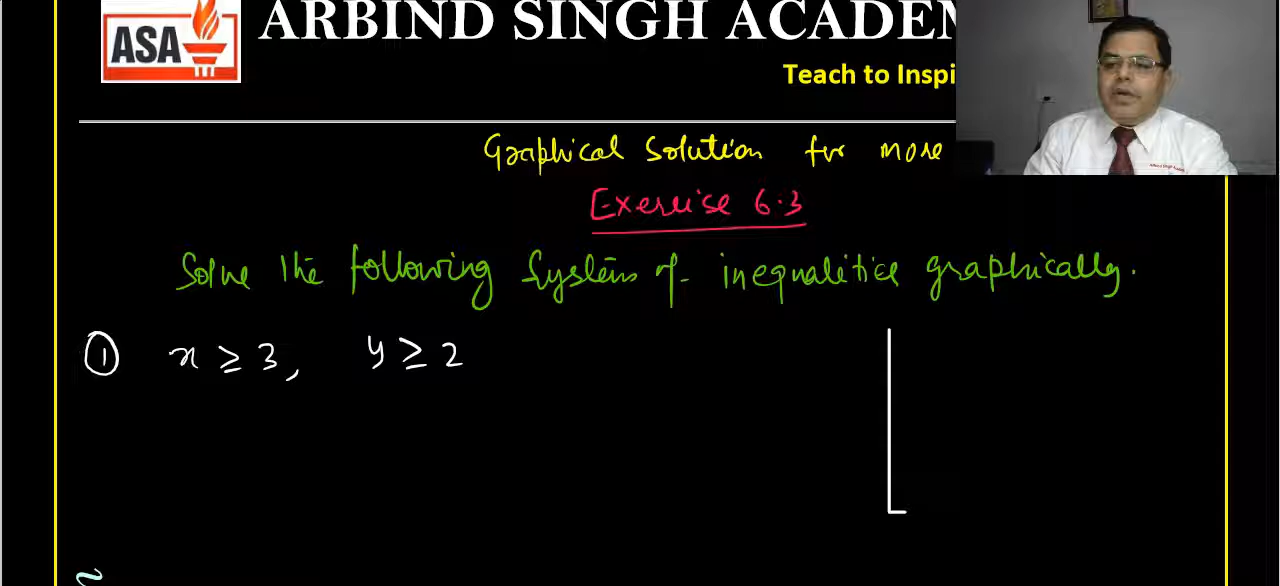 ASA
ARBIND SINGH ACADEM
Teach to Inspi
Graphical Solution for more
Exercise 6.3
Solve the following System of inequalities graphically.
① x ≥ 3, y ≥ 2